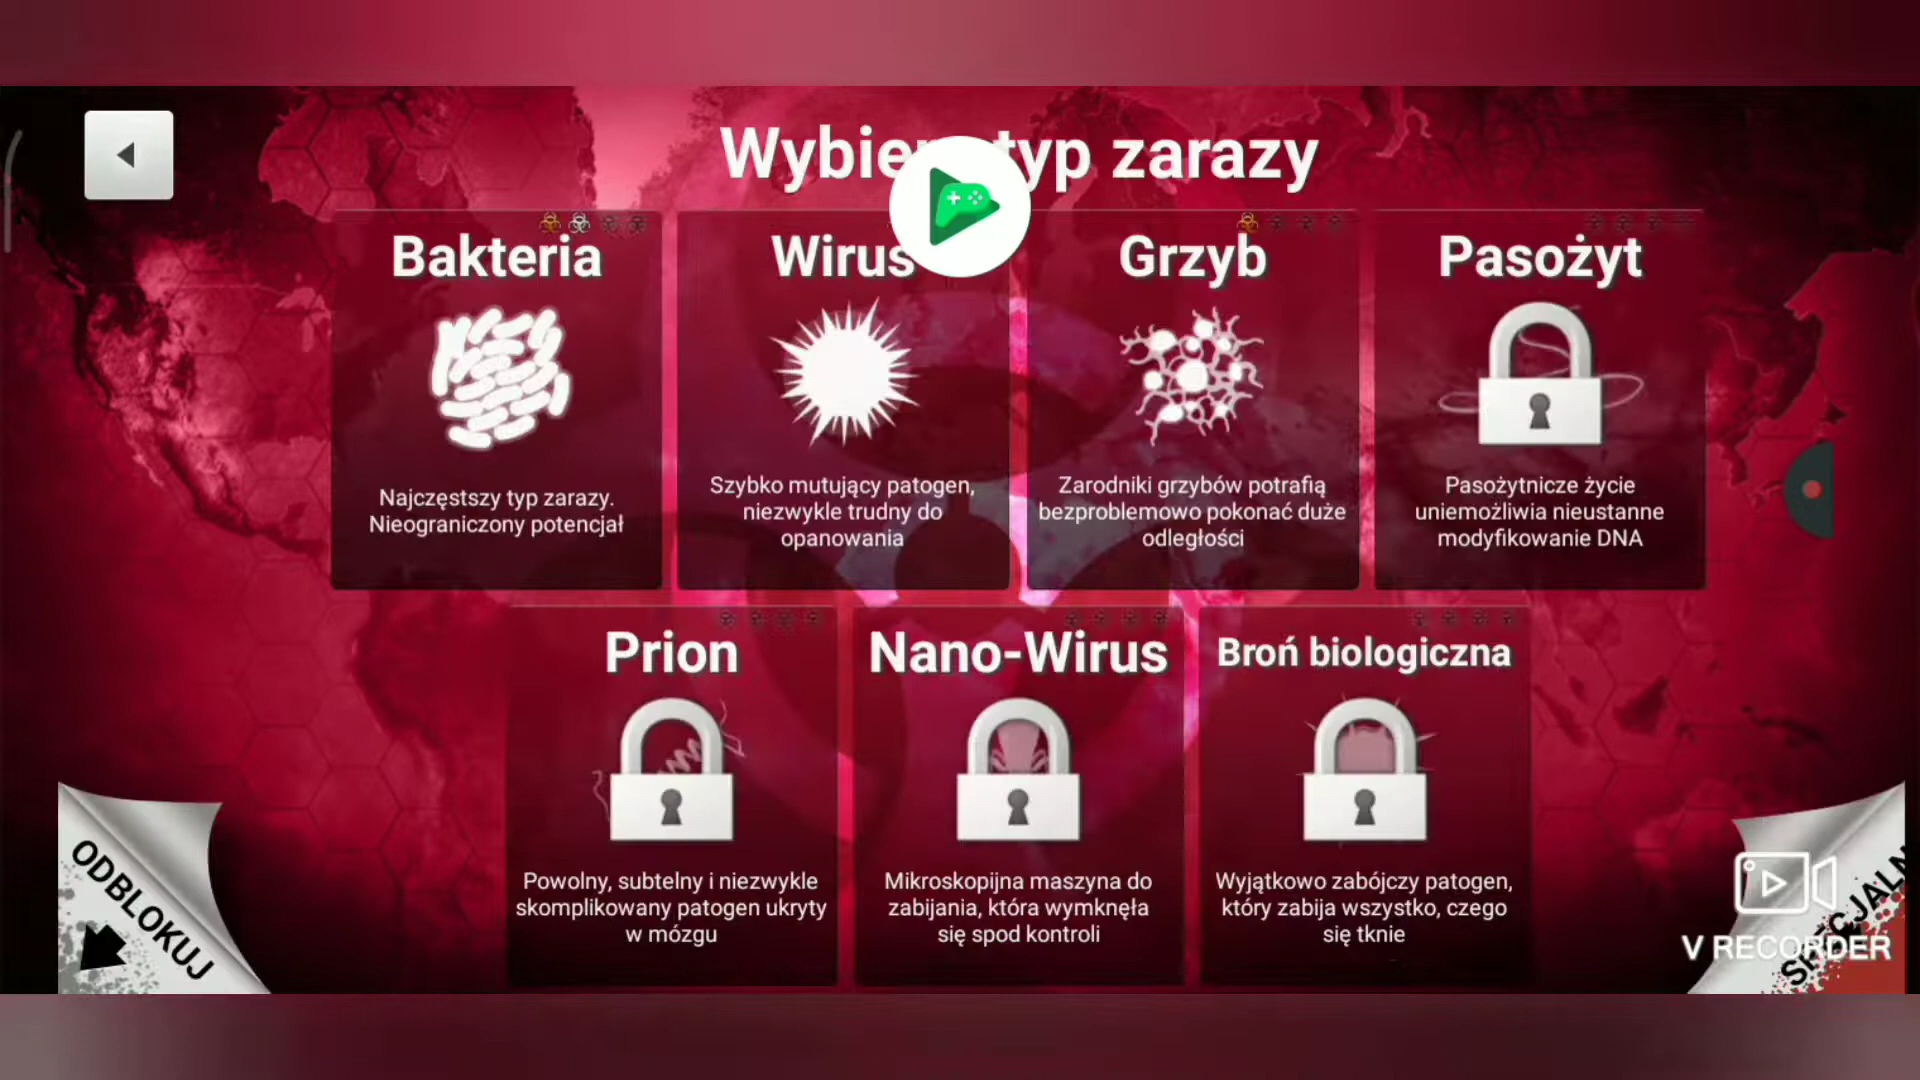 Wybierz typ zarazy
Bakteria
Wirus
Grzyb
Pasożyt
Najczęstszy typ zarazy.
Nieograniczony potencjał
Szybko mutujący patogen,
niezwykle trudny do
opanowania
Zarodniki grzybów potrafią
bezproblemowo pokonać duże
odległości
Pasożytnicze życie
uniemożliwia nieustanne
modyfikowanie DNA
Prion
Nano-Wirus
Broń biologiczna
Powolny, subtelny i niezwykle
skomplikowany patogen ukryty
w mózgu
Mikroskopijna maszyna do
zabijania, która wymknęła
się spod kontroli
Wyjątkowo zabójczy patogen,
który zabija wszystko, czego
się tknie
ODBLOKUJ
V RECORDER